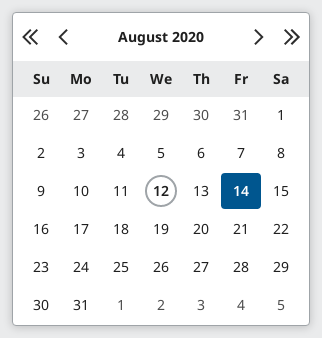 August 2020
Su Mo Tu We Th Fr Sa
26 27 28 29 30 31 1
2 3 4 5 6 7 8
9 10 11 12 13 14 15
16 17 18 19 20 21 22
23 24 25 26 27 28 29
30 31 1 2 3 4 5